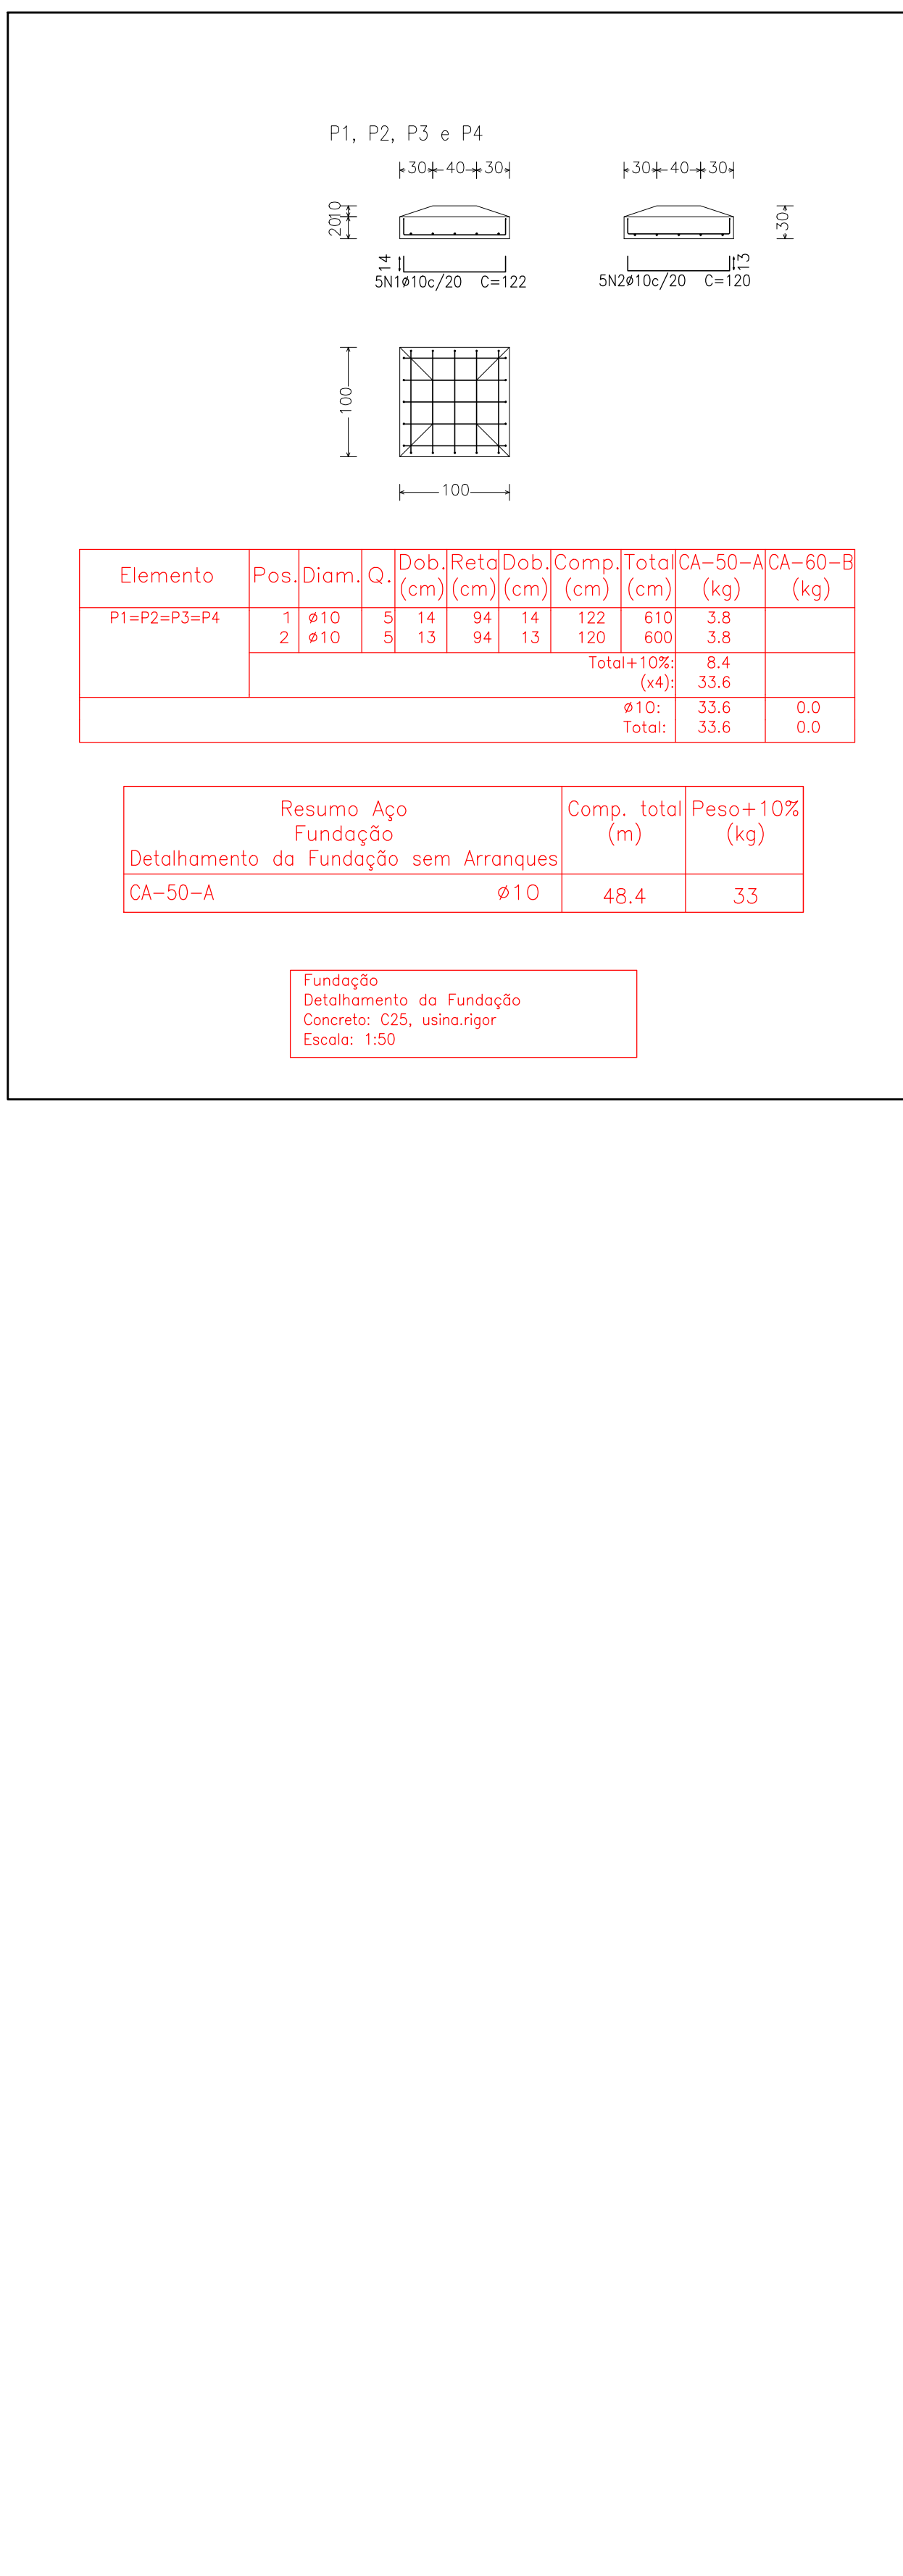 P1, P2, P3 e P4
30 40 30
30 40 30
10
20
30
14
13
5N1ø10c/20 C=122
5N2ø10c/20 C=120
100
100
Elemento Pos. Diam. Q. Dob. (cm) Reta (cm) Dob. (cm) Comp. (cm) Total (cm) CA-50-A (kg) CA-60-B (kg)
P1=P2=P3=P4 1 ø10 5 14 94 14 122 610 3.8
2 ø10 5 13 94 13 120 600 3.8
Total+10%: 8.4
(x4): 33.6
ø10: 33.6 0.0
Total: 33.6 0.0
Resumo Aço
Fundação
Detalhamento da Fundação sem Arranques
Comp. total
(m)
Peso+10%
(kg)
CA-50-A ø10 48.4 33
Fundação
Detalhamento da Fundação
Concreto: C25, usina.rigor
Escala: 1:50